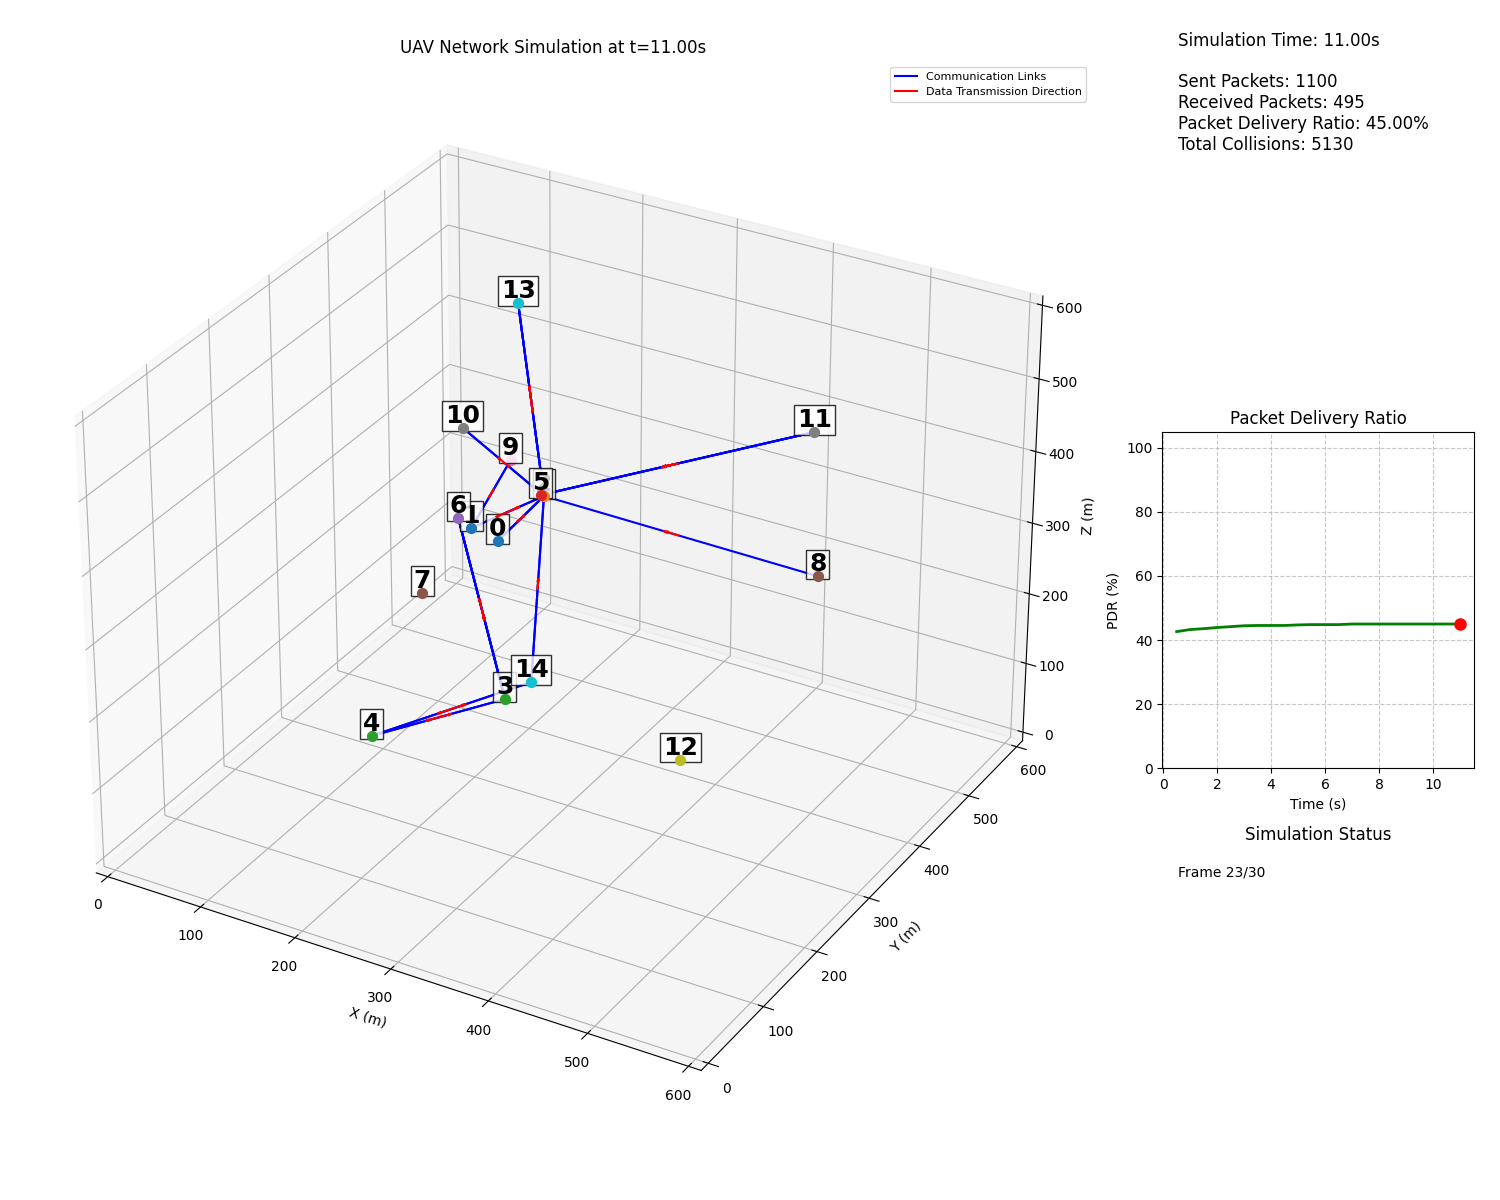 UAV Network Simulation at t=11.00s
Communication Links
Data Transmission Direction
Simulation Time: 11.00s
Sent Packets: 1100
Received Packets: 495
Packet Delivery Ratio: 45.00%
Total Collisions: 5130
13
10
9
11
5
6
1
0
8
7
14
3
4
12
600
500
400
300
200
100
0
Z (m)
0
100
200
300
400
500
600
X (m)
0
100
200
300
400
500
600
Y (m)
Packet Delivery Ratio
100
80
60
40
20
0
PDR (%)
0
2
4
6
8
10
Time (s)
Simulation Status
Frame 23/30